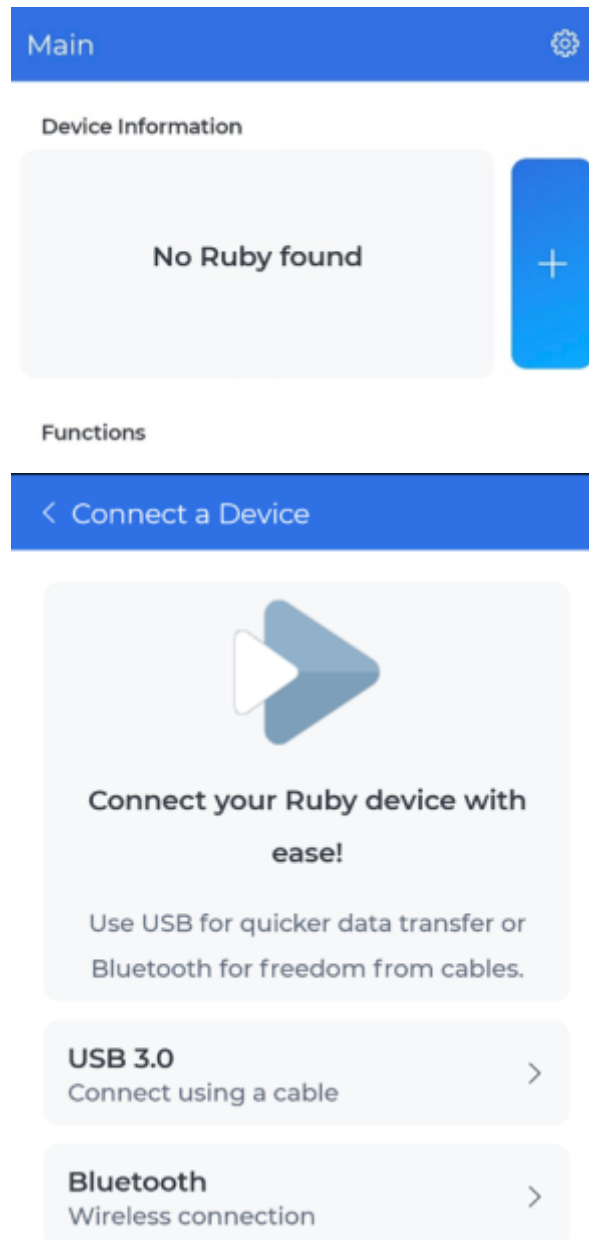 Main
Device Information
No Ruby found
+
Functions
< Connect a Device
Connect your Ruby device with
ease!
Use USB for quicker data transfer or
Bluetooth for freedom from cables.
USB 3.0
Connect using a cable
Bluetooth
Wireless connection